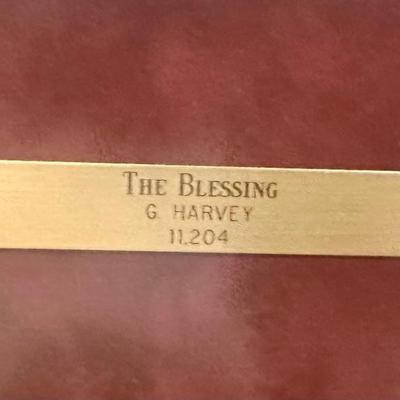 The Blessing
G. HARVEY
11.204